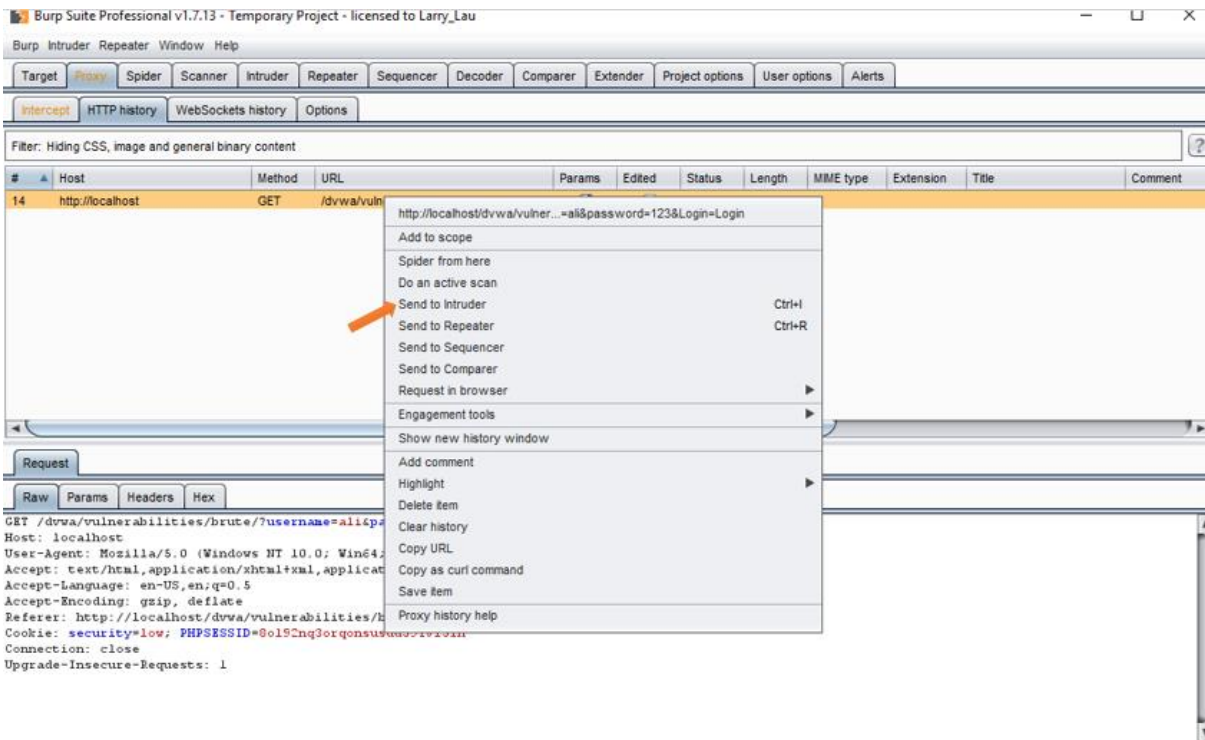 Burp Suite Professional v1.7.13 - Temporary Project - licensed to Larry_Lau
Burp Intruder Repeater Window Help
Target Proxy Spider Scanner Intruder Repeater Sequencer Decoder Comparer Extender Project options User options Alerts
Intercept HTTP history WebSockets history Options
Filter: Hiding CSS, image and general binary content ?
# Host Method URL Params Edited Status Length MIME type Extension Title Comment
14 http://localhost GET /dvwa/vuln
http://localhost/dvwa/vulner...=ali&password=123&Login=Login
Add to scope
Spider from here
Do an active scan
Send to Intruder Ctrl+I
Send to Repeater Ctrl+R
Send to Sequencer
Send to Comparer
Request in browser
Engagement tools
Show new history window
Add comment
Highlight
Delete item
Clear history
Copy URL
Copy as curl command
Save item
Proxy history help
Request
Raw Params Headers Hex
GET /dvwa/vulnerabilities/brute/?username=ali&pa
Host: localhost
User-Agent: Mozilla/5.0 (Windows NT 10.0; Win64;
Accept: text/html,application/xhtml+xml,applicat
Accept-Language: en-US,en;q=0.5
Accept-Encoding: gzip, deflate
Referer: http://localhost/dvwa/vulnerabilities/b
Cookie: security=low;
Connection: close
Upgrade-Insecure-Requests: 1